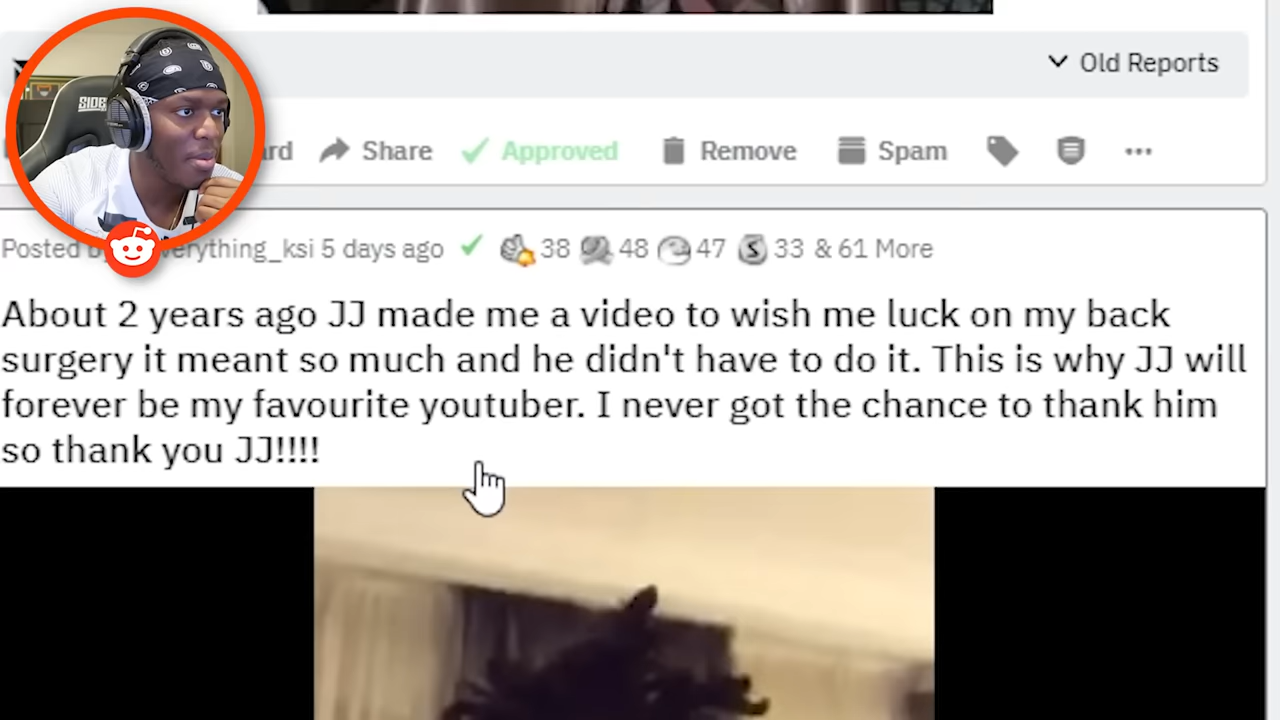 Old Reports
Share Approved Remove Spam
Posted 5 days ago 38 48 47 33 & 61 More
About 2 years ago JJ made me a video to wish me luck on my back
surgery it meant so much and he didn't have to do it. This is why JJ will
forever be my favourite youtuber. I never got the chance to thank him
so thank you JJ!!!!